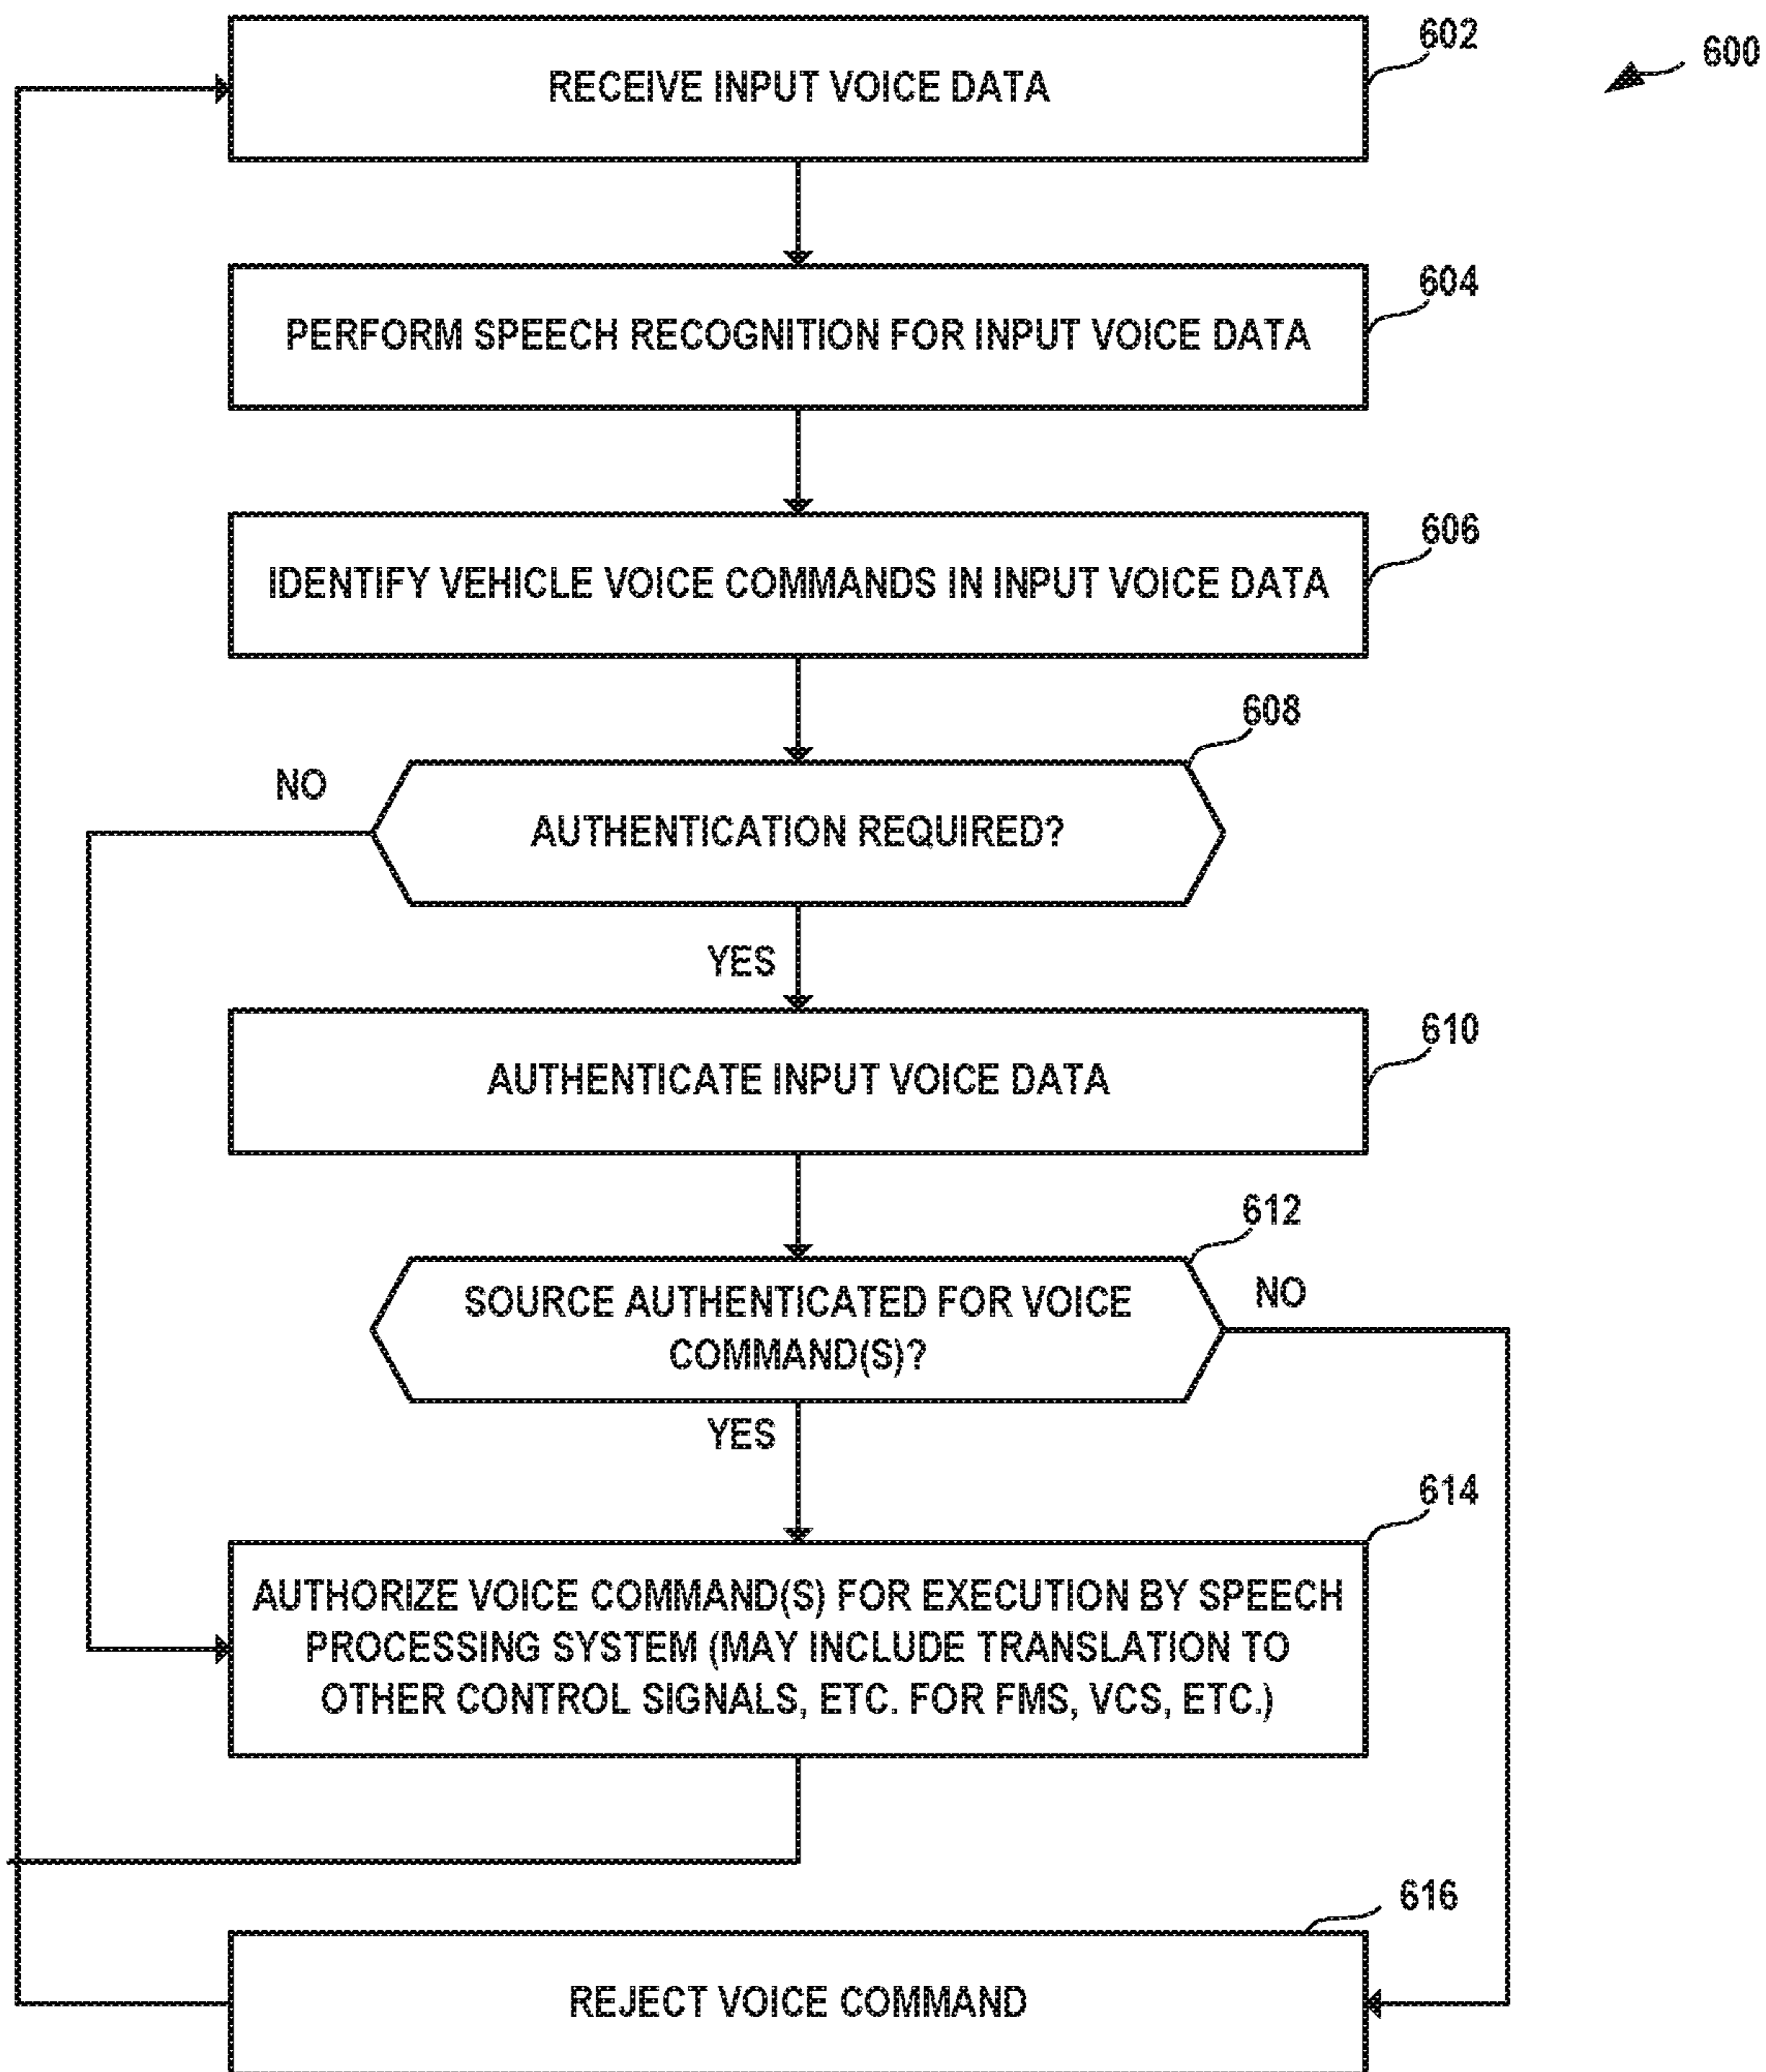 602
600
RECEIVE INPUT VOICE DATA
604
PERFORM SPEECH RECOGNITION FOR INPUT VOICE DATA
606
IDENTIFY VEHICLE VOICE COMMANDS IN INPUT VOICE DATA
608
NO
AUTHENTICATION REQUIRED?
YES
610
AUTHENTICATE INPUT VOICE DATA
612
SOURCE AUTHENTICATED FOR VOICE
COMMAND(S)?
NO
YES
614
AUTHORIZE VOICE COMMAND(S) FOR EXECUTION BY SPEECH
PROCESSING SYSTEM (MAY INCLUDE TRANSLATION TO
OTHER CONTROL SIGNALS, ETC. FOR FMS, VCS, ETC.)
616
REJECT VOICE COMMAND